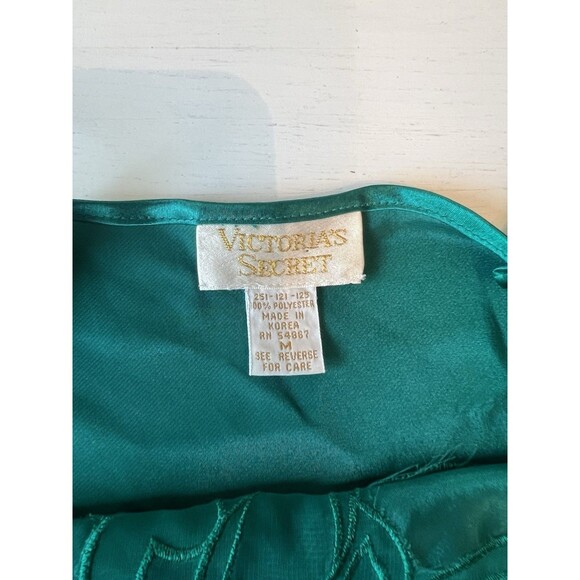 VICTORIA'S
SECRET
251-121-125
100% POLYESTER
MADE IN
KOREA
RN 54867
M
SEE REVERSE
FOR CARE